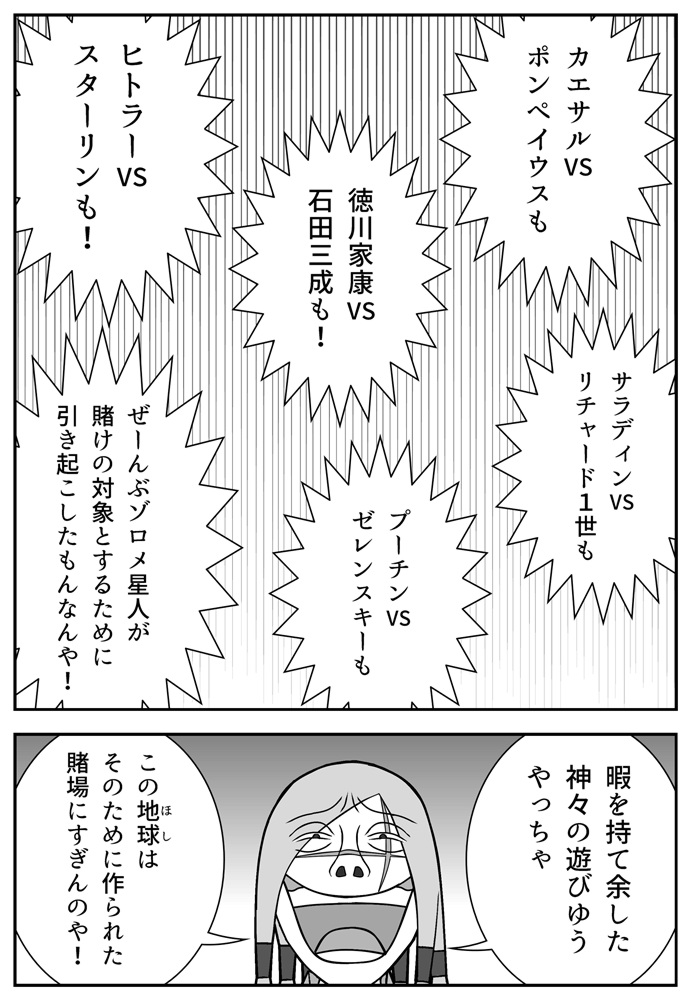 カエサルVS
ポンペイウスも
サラディンVS
リチャード1世も
徳川家康VS
石田三成も!
プーチンVS
ゼレンスキーも
ヒトラーVS
スターリンも!
ぜーんぶゾロメ星人が
賭けの対象とするために
引き起こしたもんなんや!
暇を持て余した
神々の遊びゆう
やっちゃ
この地球は
ほし
そのために作られた
賭場にすぎんのや!